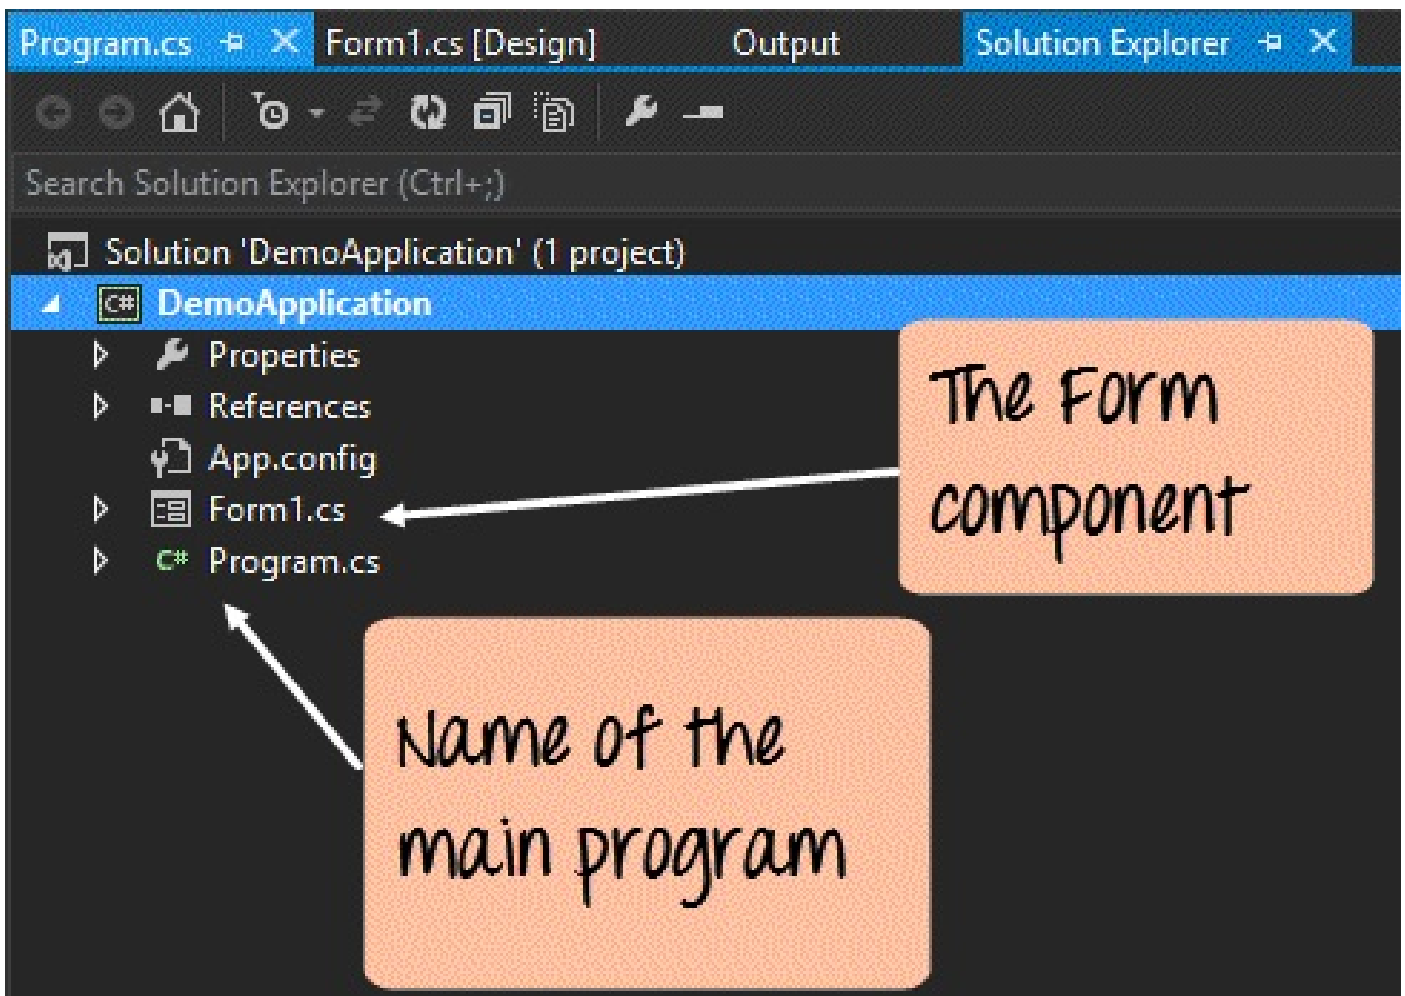 Program.cs Form1.cs [Design] Output Solution Explorer
Search Solution Explorer (Ctrl+;)
Solution 'DemoApplication' (1 project)
C# DemoApplication
Properties
References
App.config
Form1.cs
C# Program.cs
The Form
component
Name of the
main program